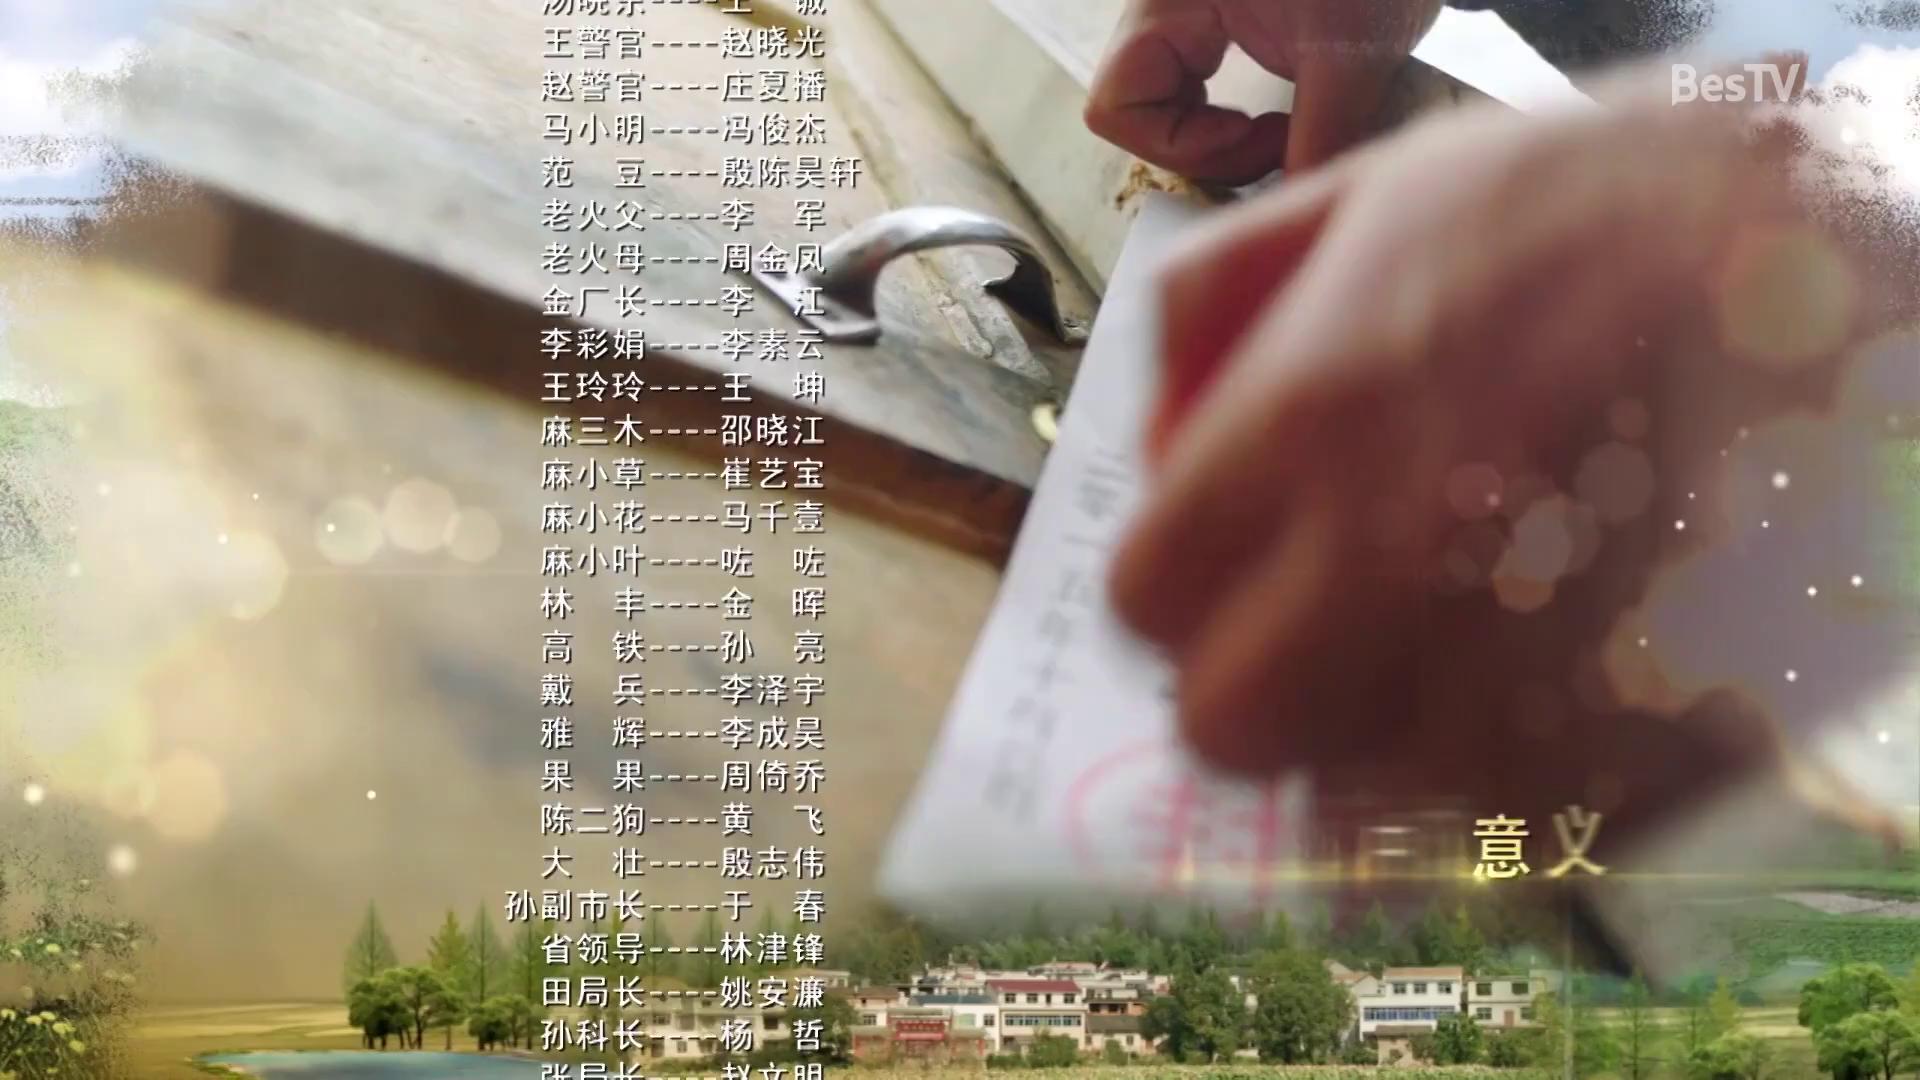 王警官----赵晓光
赵警官----庄夏播
马小明----冯俊杰
范　豆----殷陈昊轩
老火父----李　军
老火母----周金凤
金厂长----李　江
李彩娟----李素云
王玲玲----王　坤
麻三木----邵晓江
麻小草----崔艺宝
麻小花----马千壹
麻小叶----咗　咗
林　丰----金　晖
高　铁----孙　亮
戴　兵----李泽宇
雅　辉----李成昊
果　果----周倚乔
陈二狗----黄　飞
大　壮----殷志伟
孙副市长----于　春
省领导----林津锋
田局长----姚安濂
孙科长----杨　哲
张局长----赵文明
BesTV
意义